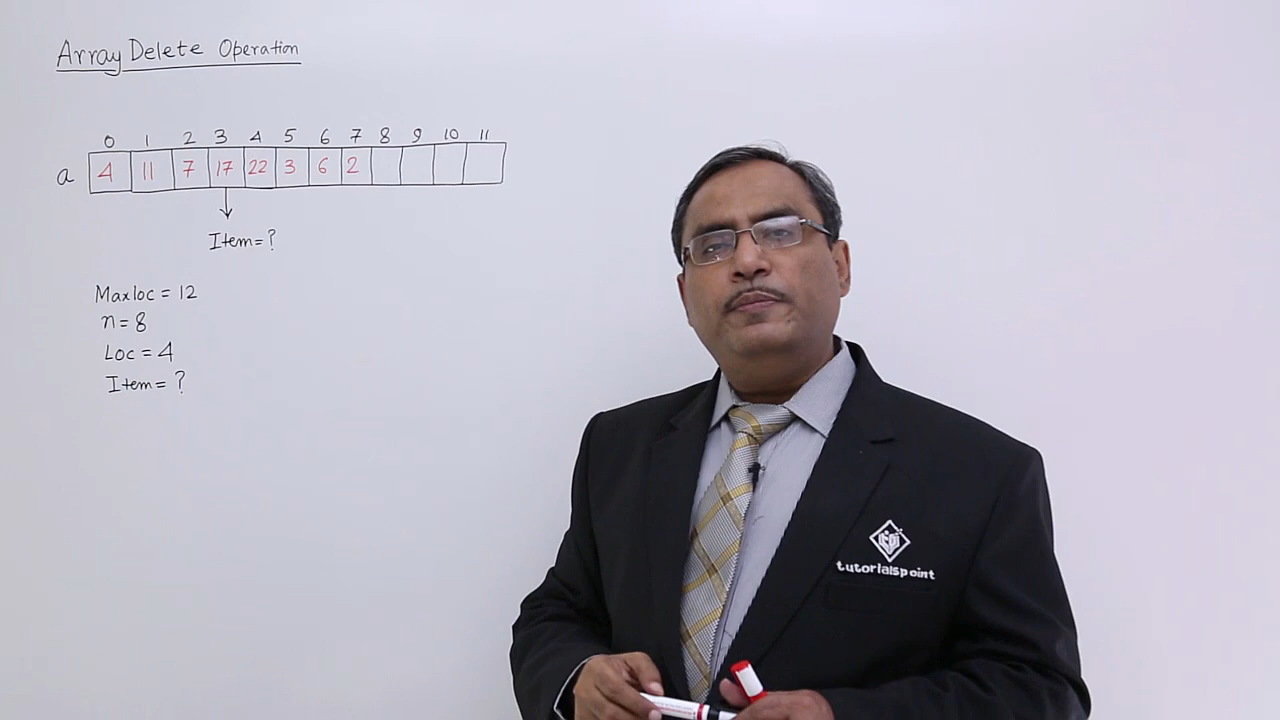 Array Delete Operation
0 1 2 3 4 5 6 7 8 9 10 11
a 4 11 7 17 22 3 6 2
Item=?
Maxloc = 12
n=8
Loc = 4
Item= ?
tutorialspoint